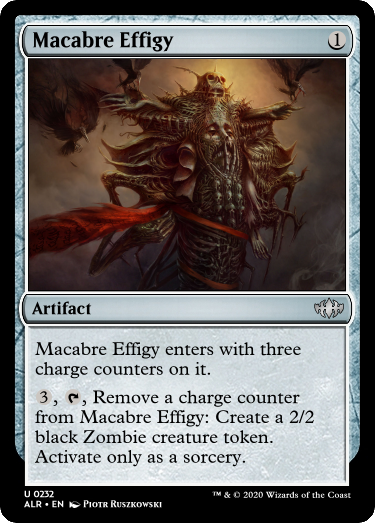 Macabre Effigy 1
Artifact
Macabre Effigy enters with three
charge counters on it.
3, , Remove a charge counter
from Macabre Effigy: Create a 2/2
black Zombie creature token.
Activate only as a sorcery.
U 0232
ALR • EN Piotr Ruszkowski
™ & © 2020 Wizards of the Coast